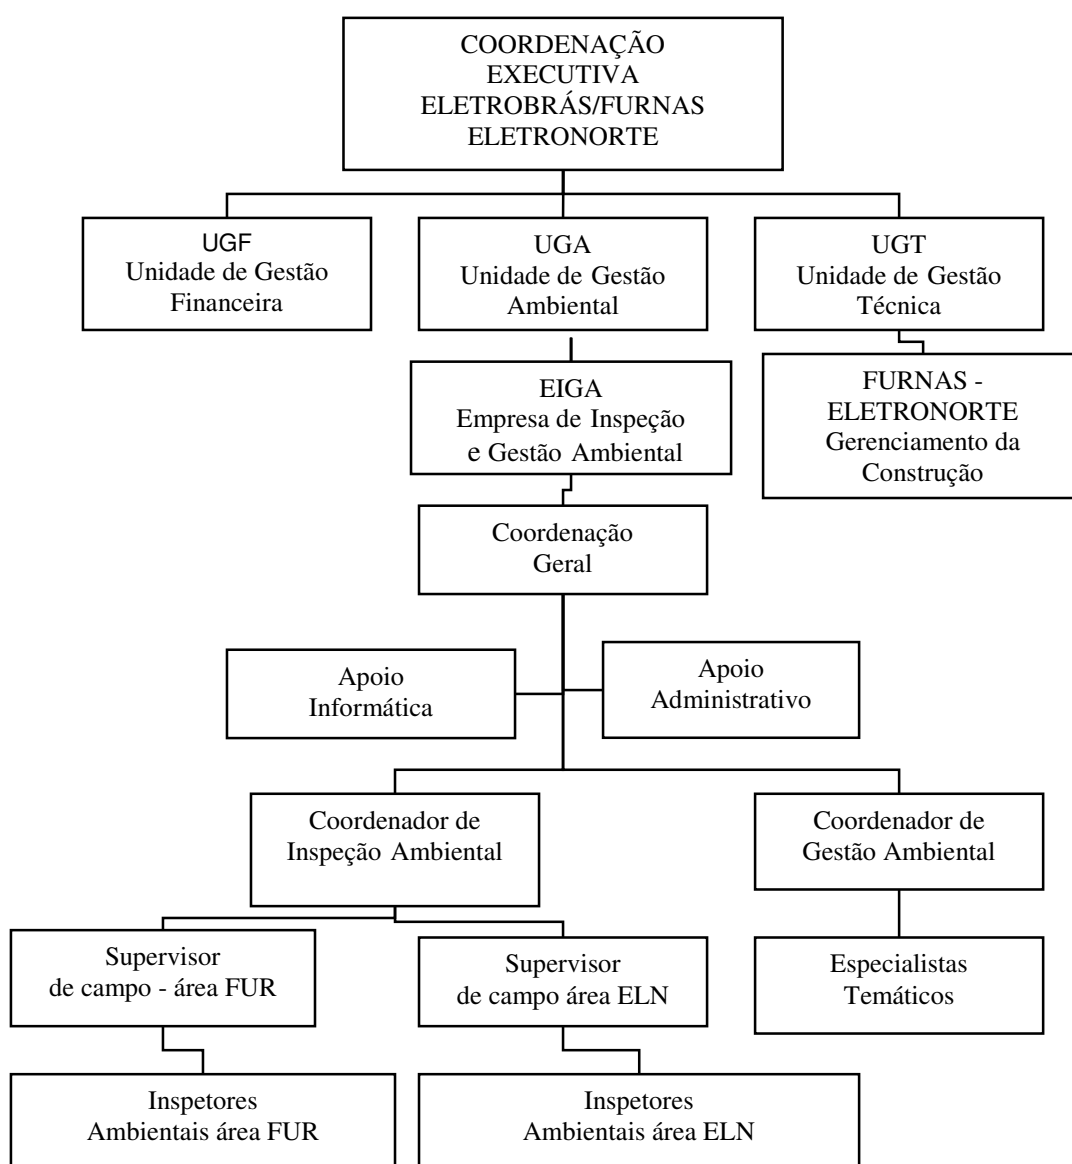 COORDENAÇÃO
EXECUTIVA
ELETROBRÁS/FURNAS
ELETRONORTE
UGF
Unidade de Gestão
Financeira
UGA
Unidade de Gestão
Ambiental
UGT
Unidade de Gestão
Técnica
EIGA
Empresa de Inspeção
e Gestão Ambiental
FURNAS -
ELETRONORTE
Gerenciamento da
Construção
Coordenação
Geral
Apoio
Informática
Apoio
Administrativo
Coordenador de
Inspeção Ambiental
Coordenador de
Gestão Ambiental
Supervisor
de campo - área FUR
Supervisor
de campo área ELN
Especialistas
Temáticos
Inspetores
Ambientais área FUR
Inspetores
Ambientais área ELN